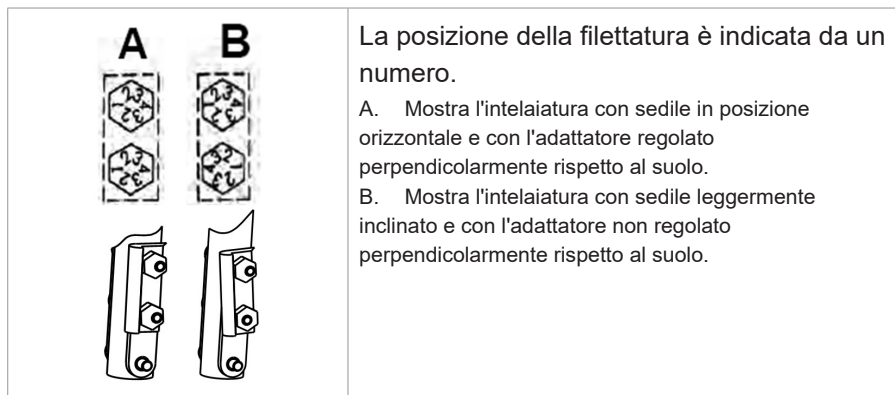 A B
La posizione della filettatura è indicata da un
numero.
A. Mostra l'intelaiatura con sedile in posizione
orizzontale e con l'adattatore regolato
perpendicolarmente rispetto al suolo.
B. Mostra l'intelaiatura con sedile leggermente
inclinato e con l'adattatore non regolato
perpendicolarmente rispetto al suolo.